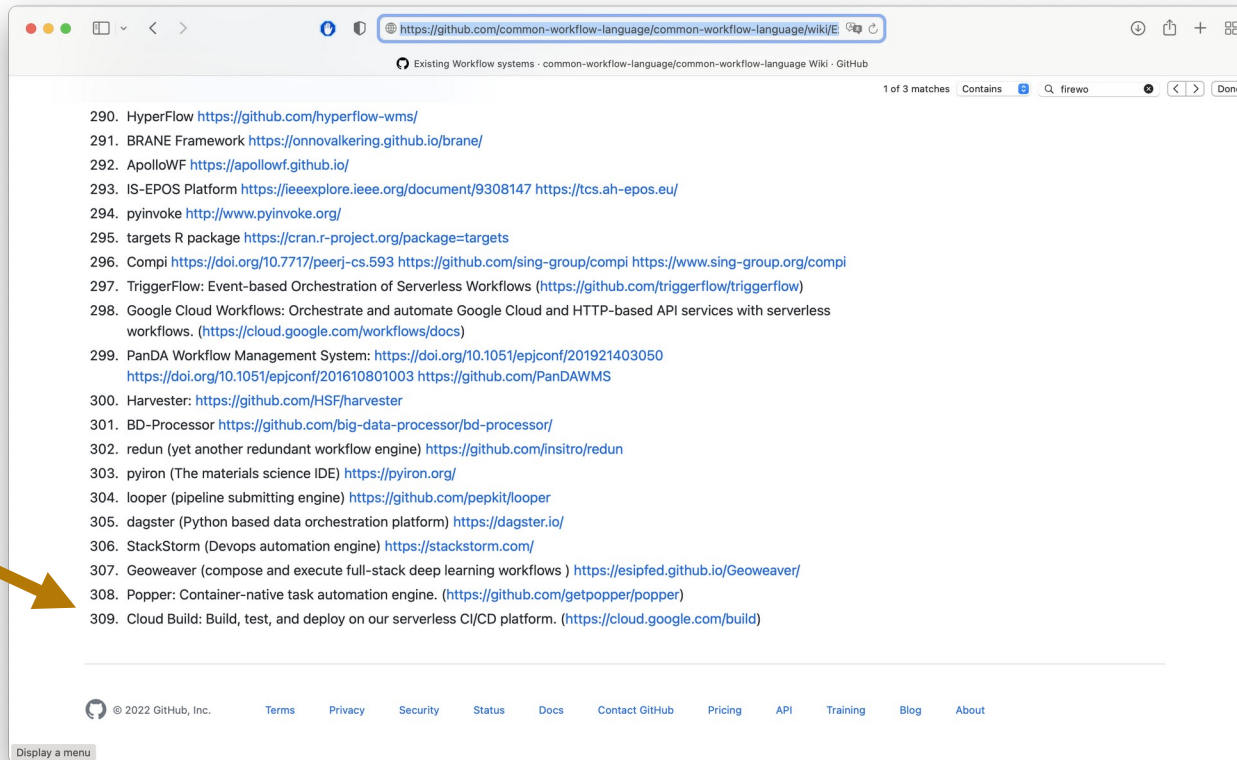 https://github.com/common-workflow-language/common-workflow-language/wiki/E
Existing Workflow systems · common-workflow-language/common-workflow-language Wiki · GitHub
1 of 3 matches Contains firewo Done
290. HyperFlow https://github.com/hyperflow-wms/
291. BRANE Framework https://onnovalkering.github.io/brane/
292. ApolloWF https://apollowf.github.io/
293. IS-EPOS Platform https://ieeexplore.ieee.org/document/9308147 https://tcs.ah-epos.eu/
294. pyinvoke http://www.pyinvoke.org/
295. targets R package https://cran.r-project.org/package=targets
296. Compi https://doi.org/10.7717/peerj-cs.593 https://github.com/sing-group/compi https://www.sing-group.org/compi
297. TriggerFlow: Event-based Orchestration of Serverless Workflows (https://github.com/triggerflow/triggerflow)
298. Google Cloud Workflows: Orchestrate and automate Google Cloud and HTTP-based API services with serverless
workflows. (https://cloud.google.com/workflows/docs)
299. PanDA Workflow Management System: https://doi.org/10.1051/epjconf/201921403050
https://doi.org/10.1051/epjconf/201610801003 https://github.com/PanDAWMS
300. Harvester: https://github.com/HSF/harvester
301. BD-Processor https://github.com/big-data-processor/bd-processor/
302. redun (yet another redundant workflow engine) https://github.com/insitro/redun
303. pyiron (The materials science IDE) https://pyiron.org/
304. looper (pipeline submitting engine) https://github.com/pepkit/looper
305. dagster (Python based data orchestration platform) https://dagster.io/
306. StackStorm (Devops automation engine) https://stackstorm.com/
307. Geoweaver (compose and execute full-stack deep learning workflows ) https://esipfed.github.io/Geoweaver/
308. Popper: Container-native task automation engine. (https://github.com/getpopper/popper)
309. Cloud Build: Build, test, and deploy on our serverless CI/CD platform. (https://cloud.google.com/build)
© 2022 GitHub, Inc. Terms Privacy Security Status Docs Contact GitHub Pricing API Training Blog About
Display a menu